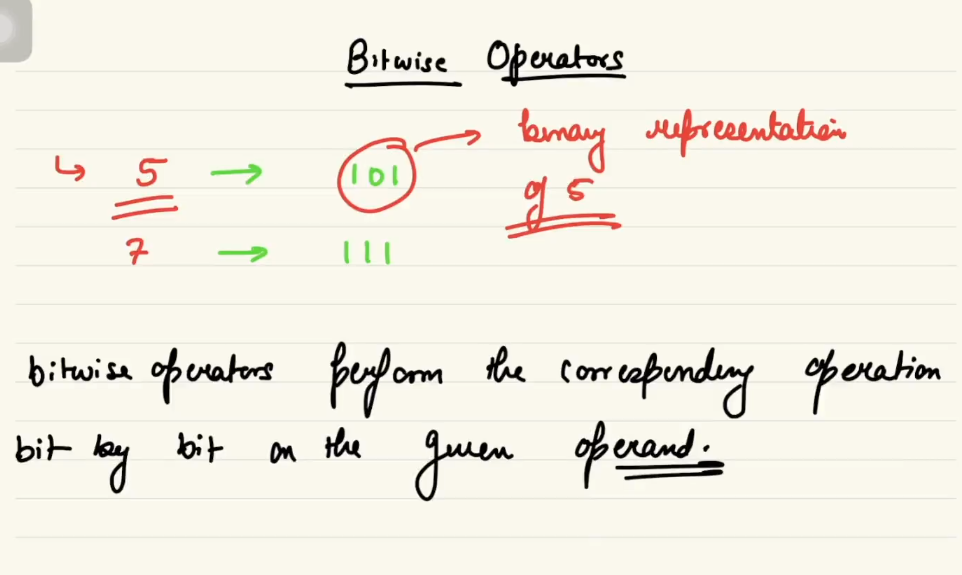 Bitwise Operators
↳ 5 → 101 → binary representation
of 5
7 → 111
bitwise operators perform the corresponding operation
bit by bit on the given operand.